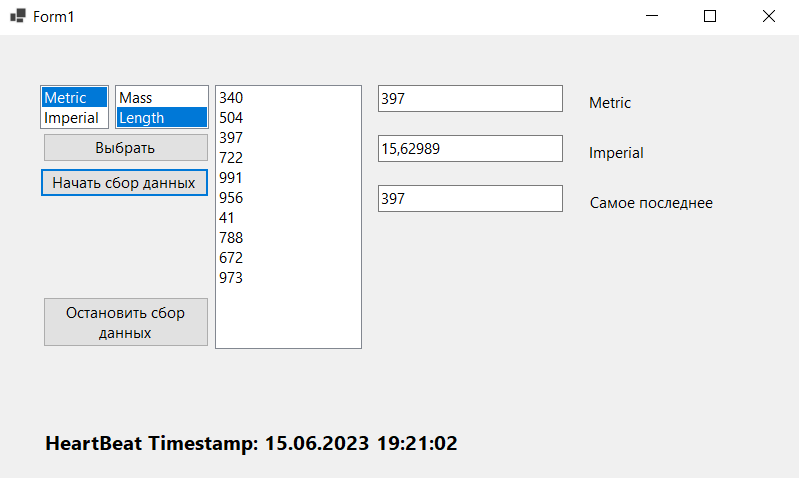 Form1
Metric
Imperial
Mass
Length
Выбрать
Начать сбор данных
Остановить сбор
данных
340
504
397
722
991
956
41
788
672
973
397
Metric
15,62989
Imperial
397
Самое последнее
HeartBeat Timestamp: 15.06.2023 19:21:02